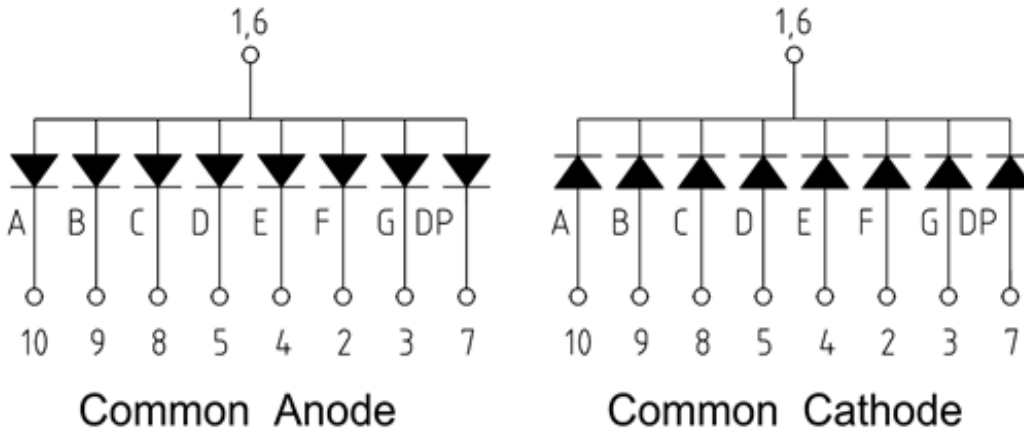 1,6 1,6
A B C D E F G DP A B C D E F G DP
10 9 8 5 4 2 3 7 10 9 8 5 4 2 3 7
Common Anode Common Cathode